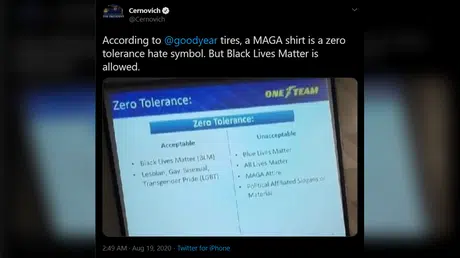 Cernovich
@Cernovich
According to @goodyear tires, a MAGA shirt is a zero
tolerance hate symbol. But Black Lives Matter is
allowed.
Zero Tolerance:
ONE TEAM
Zero Tolerance:
Acceptable
Unacceptable
• Black Lives Matter (BLM)
• Lesbian, Gay, Bisexual,
Transgender Pride (LGBT)
• Blue Lives Matter
• All Lives Matter
• MAGA Attire
• Political Affiliated Slogans or
Material
2:49 AM · Aug 19, 2020 · Twitter for iPhone